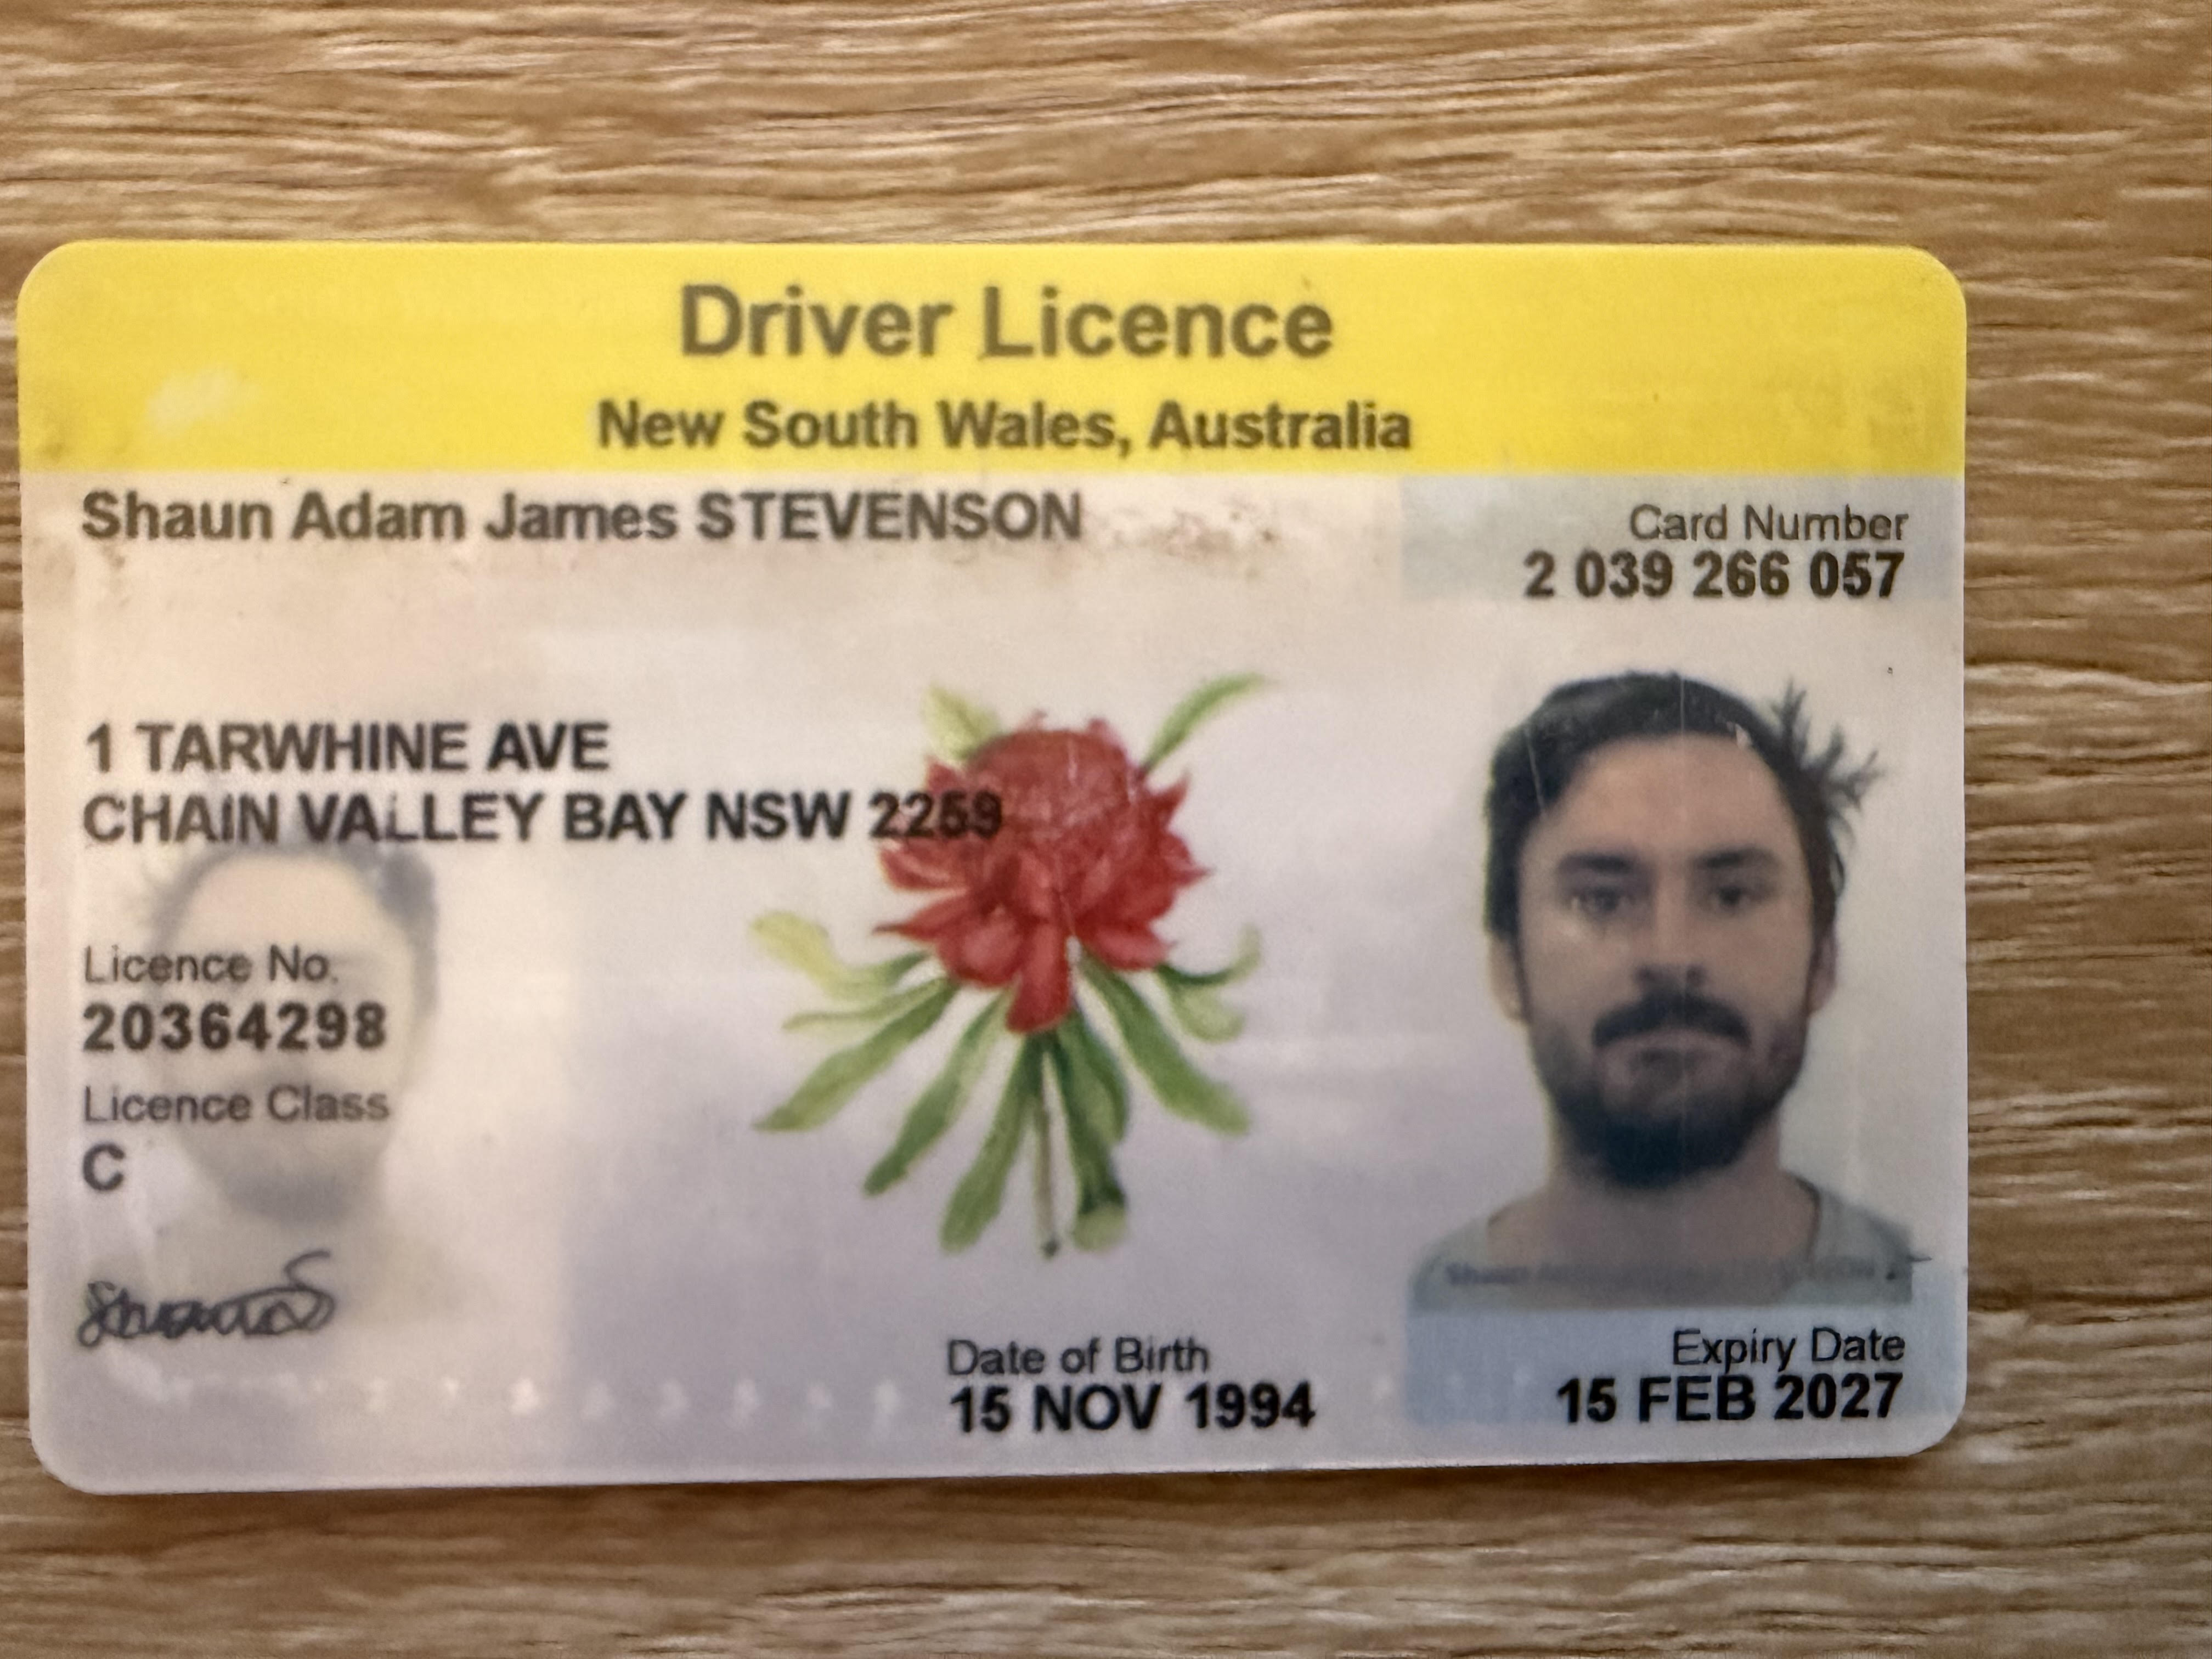 Driver Licence
New South Wales, Australia
Shaun Adam James STEVENSON
Card Number
2 039 266 057
1 TARWHINE AVE
CHAIN VALLEY BAY NSW 2259
Licence No.
20364298
Licence Class
C
Date of Birth
15 NOV 1994
Expiry Date
15 FEB 2027